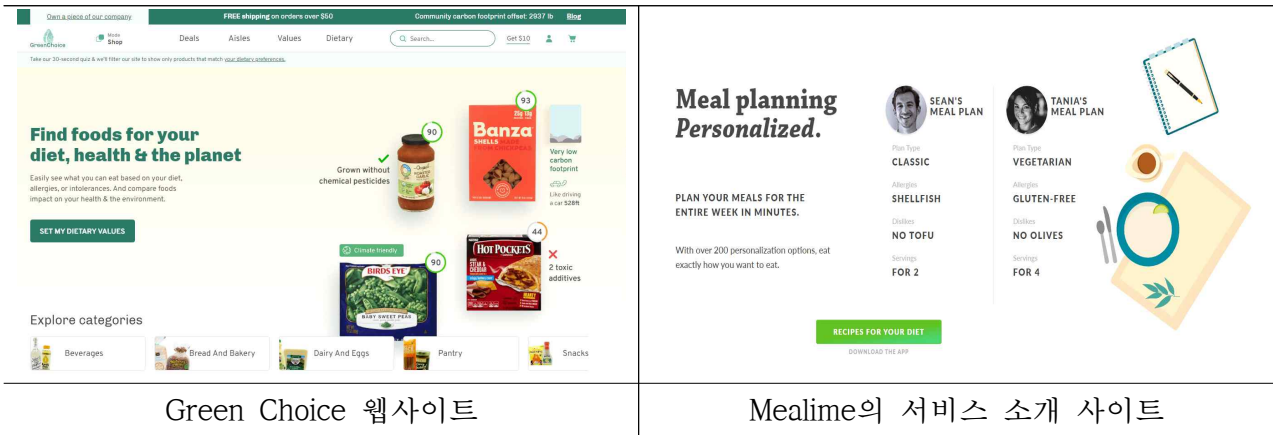 Own a piece of our company
FREE shipping on orders over $50
Community carbon footprint offset: 2937 lb
Blog
GreenChoice
Mode
Shop
Deals
Aisles
Values
Dietary
Search...
Get $10
Take our 30-second quiz & we'll filter our site to show only products that match your dietary preferences.
Find foods for your
diet, health & the planet
Easily see what you can eat based on your diet,
allergies, or intolerances. And compare foods
impact on your health & the environment.
SET MY DIETARY VALUES
90
Grown without
chemical pesticides
93
Banza
SHELLS MADE
FROM CHICKPEAS
Very low
carbon
footprint
Like driving
a car 528ft
44
HOT POCKETS
STEAK &
CHEDDAR
2 toxic
additives
Climate friendly
90
BIRDS EYE
BABY SWEET PEAS
Explore categories
Beverages
Bread And Bakery
Dairy And Eggs
Pantry
Snacks
Green Choice 웹사이트
Meal planning
Personalized.
PLAN YOUR MEALS FOR THE
ENTIRE WEEK IN MINUTES.
With over 200 personalization options, eat
exactly how you want to eat.
SEAN'S
MEAL PLAN
Plan Type
CLASSIC
Allergies
SHELLFISH
Dislikes
NO TOFU
Servings
FOR 2
TANIA'S
MEAL PLAN
Plan Type
VEGETARIAN
Allergies
GLUTEN-FREE
Dislikes
NO OLIVES
Servings
FOR 4
RECIPES FOR YOUR DIET
DOWNLOAD THE APP
Mealime의 서비스 소개 사이트